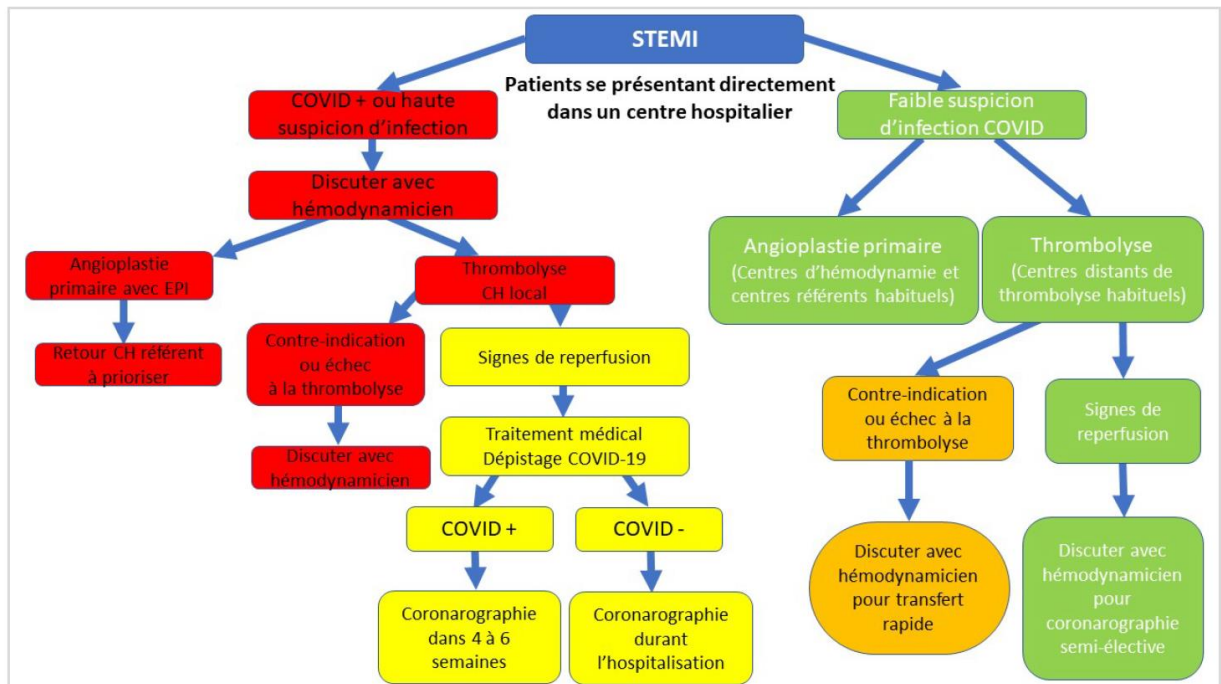 STEMI
Patients se présentant directement
dans un centre hospitalier
COVID + ou haute
suspicion d'infection
Discuter avec
hémodynamicien
Angioplastie
primaire avec EPI
Retour CH référent
à prioriser
Thrombolyse
CH local
Contre-indication
ou échec
à la thrombolyse
Discuter avec
hémodynamicien
Signes de reperfusion
Traitement médical
Dépistage COVID-19
COVID +
Coronarographie
dans 4 à 6
semaines
COVID -
Coronarographie
durant
l'hospitalisation
Faible suspicion
d'infection COVID
Angioplastie primaire
(Centres d'hémodynamie et
centres référents habituels)
Thrombolyse
(Centres distants de
thrombolyse habituels)
Contre-indication
ou échec à la
thrombolyse
Discuter avec
hémodynamicien
pour transfert
rapide
Signes de
reperfusion
Discuter avec
hémodynamicien
pour
coronarographie
semi-élective